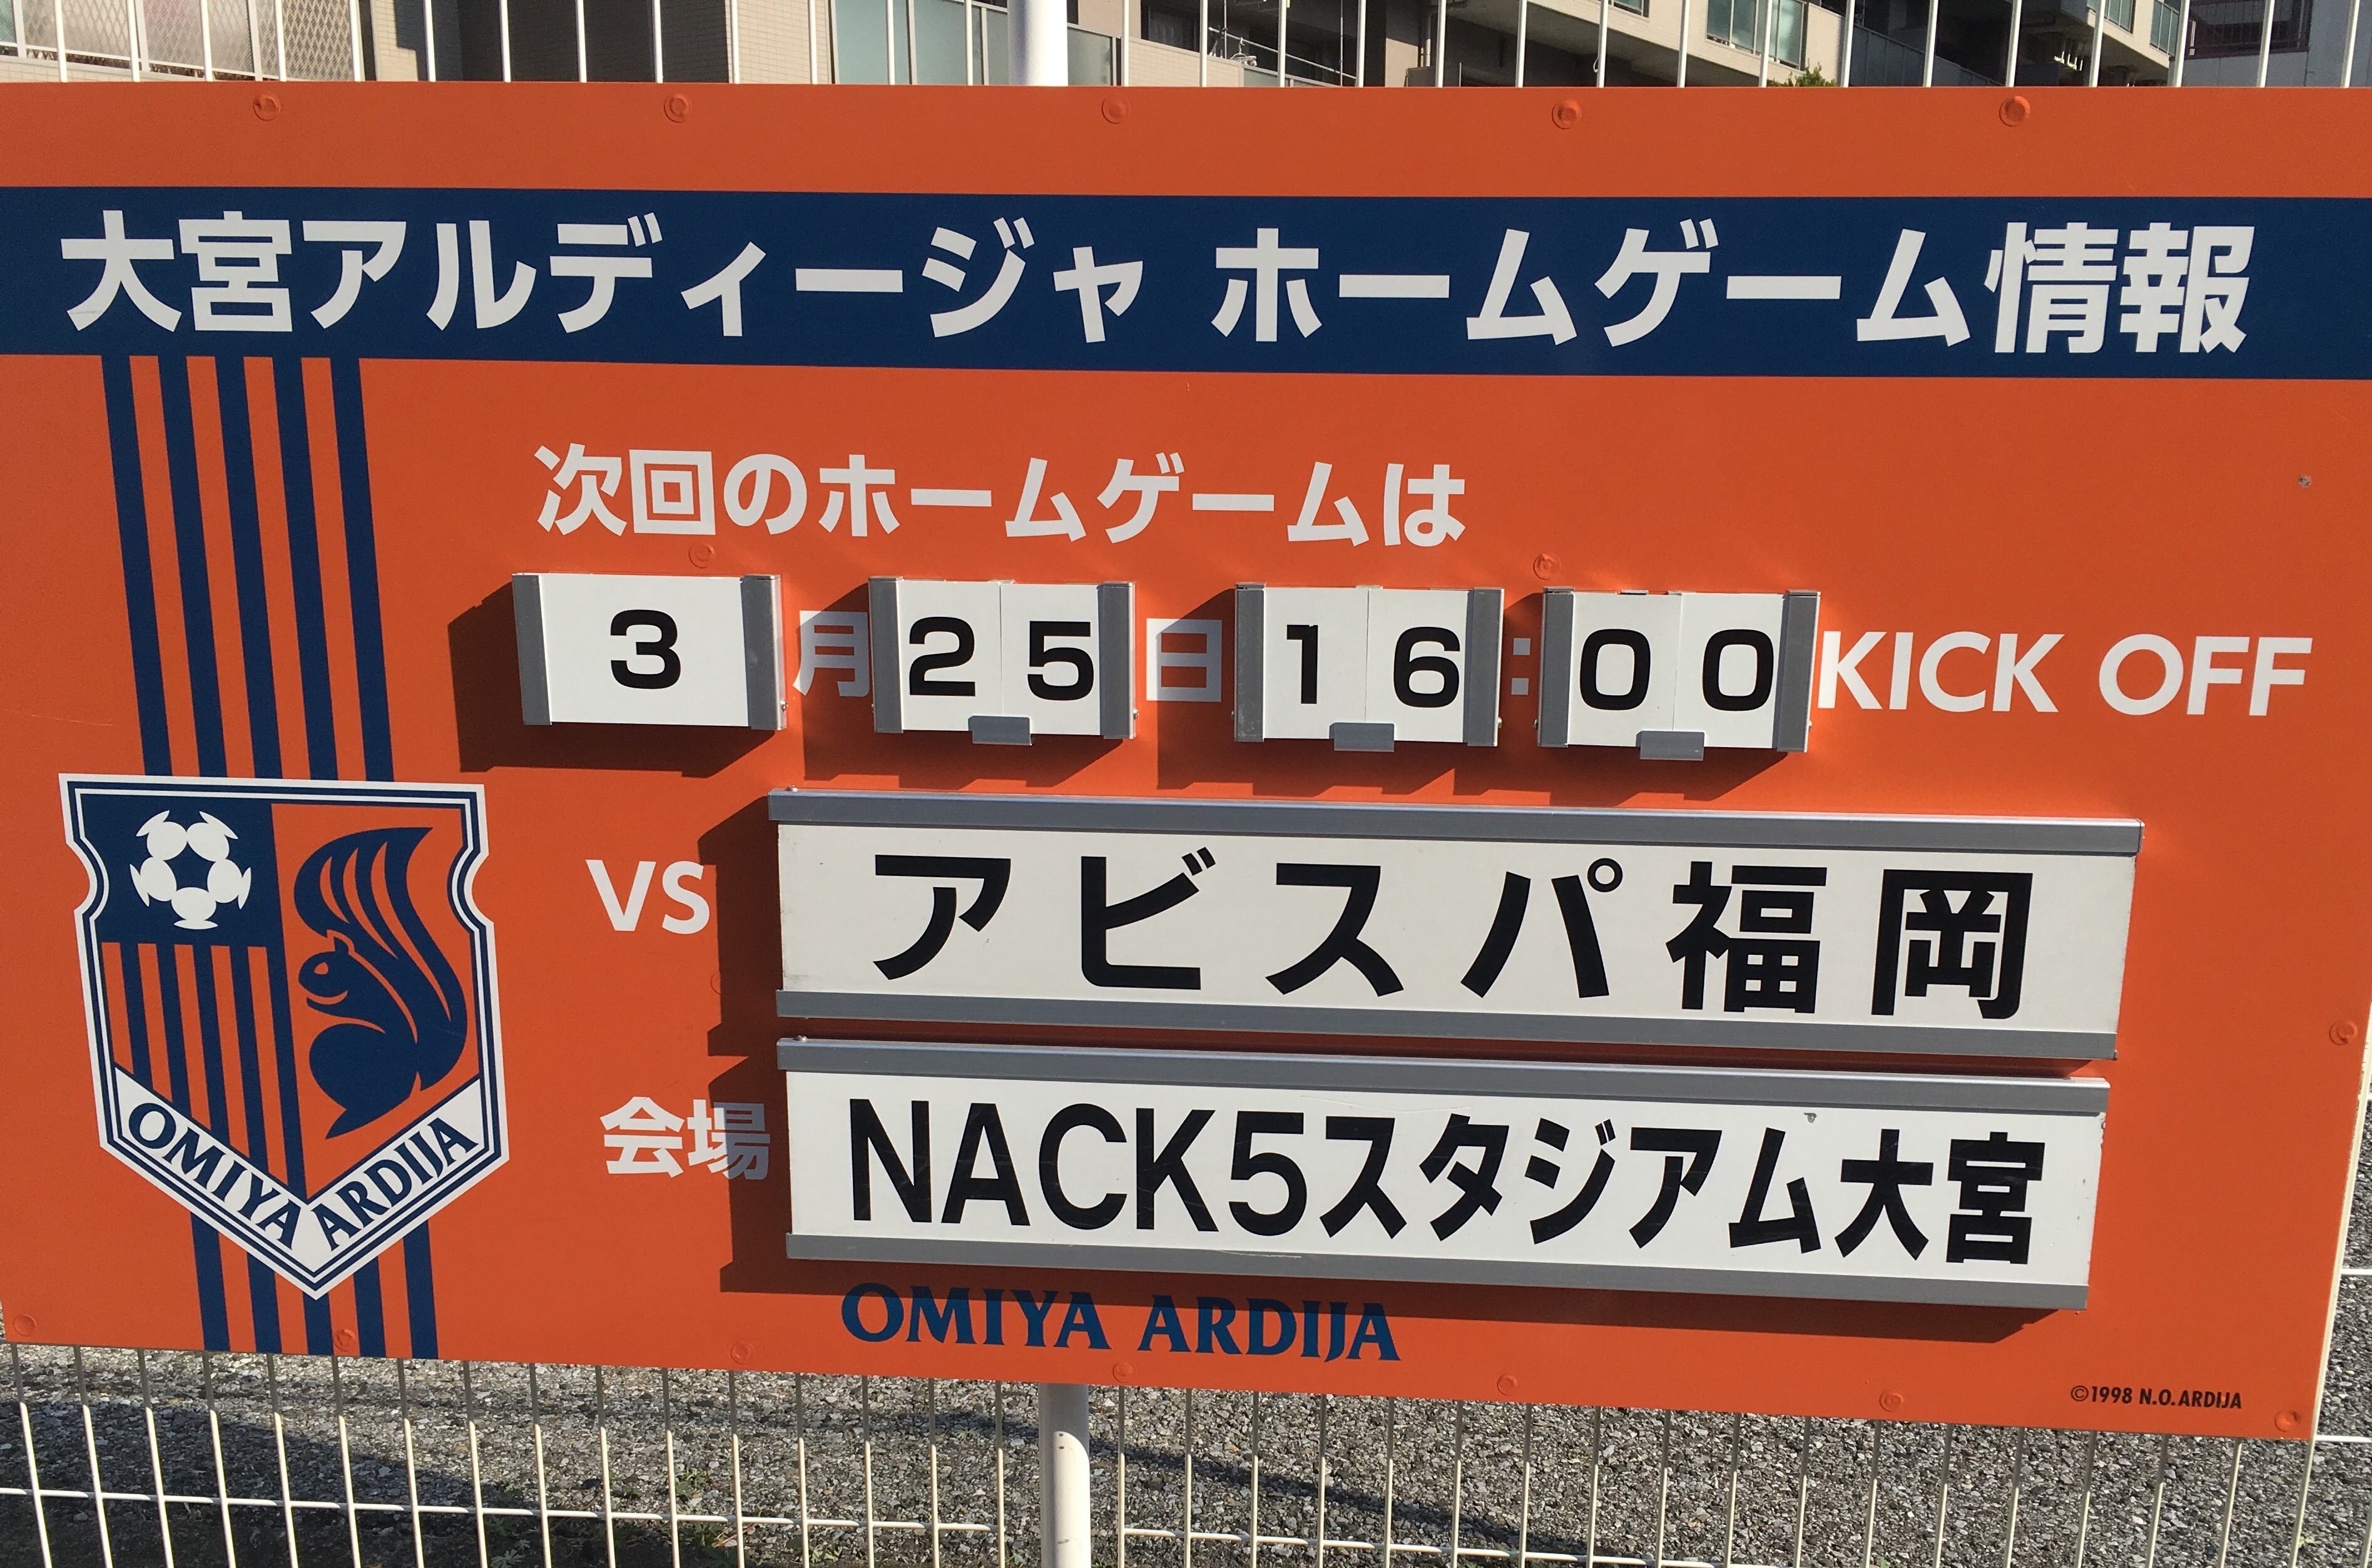 大宮アルディージャ ホームゲーム情報
次回のホームゲームは
3月25日 16:00 KICK OFF
VS アビスパ福岡
会場 NACK5スタジアム大宮
OMIYA ARDIJA
OMIYA ARDIJA
©1998 N.O.ARDIJA